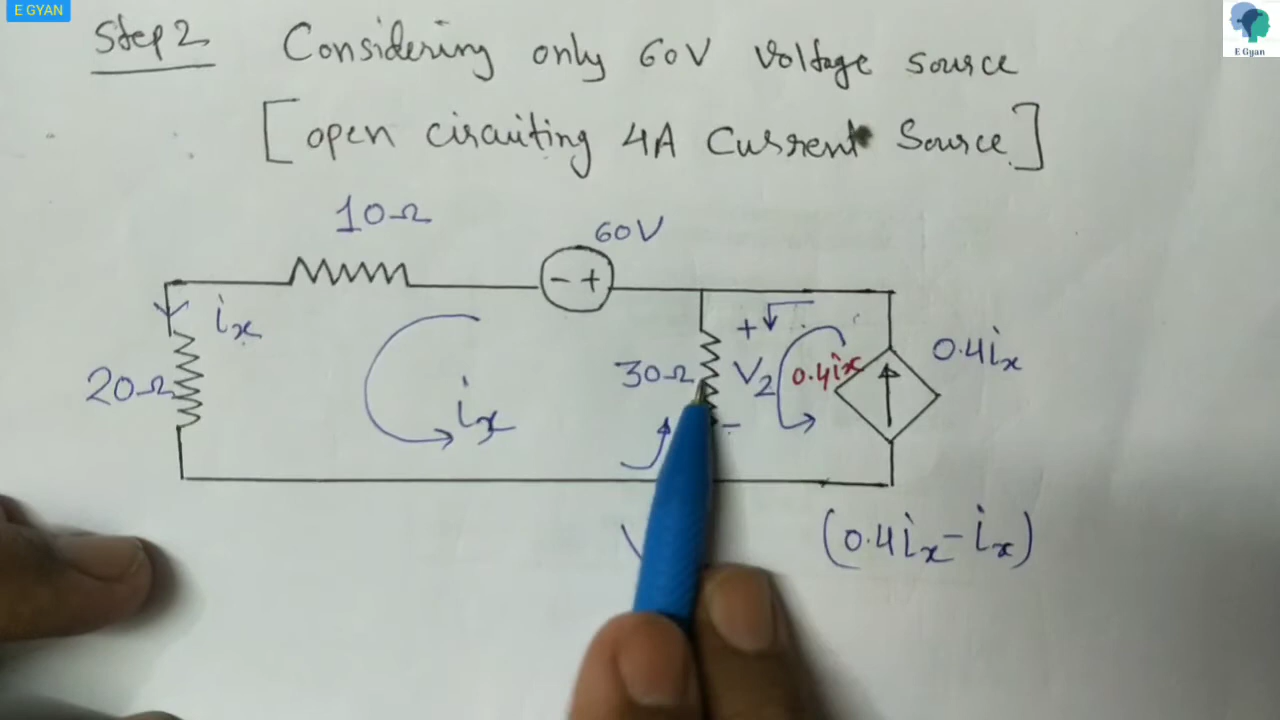 E GYAN
E Gyan
Step 2 Considering only 60V Voltage source
[open circuiting 4A Current Source]
10Ω
60V
ix
20Ω
ix
30Ω
+
V2
-
0.4ix
0.4ix
- +
V
(0.4ix - ix)